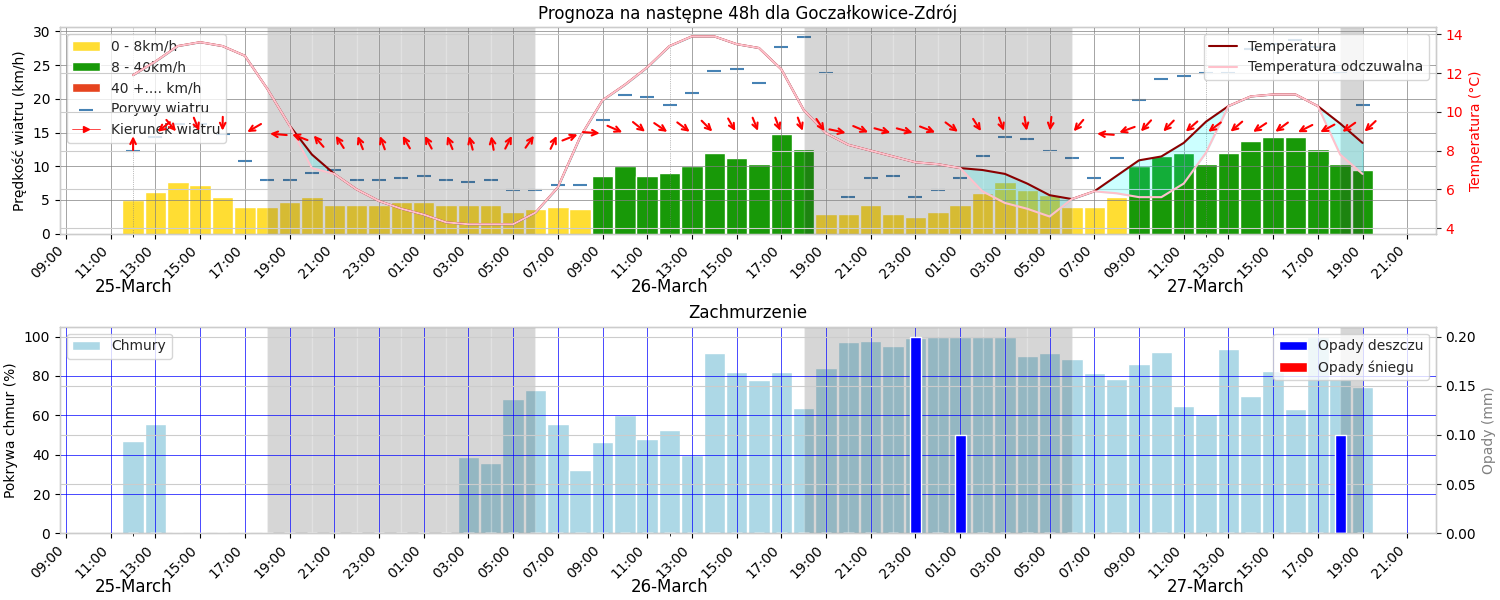 Prognoza na następne 48h dla Goczałkowice-Zdrój
Prędkość wiatru (km/h)
30
25
20
15
10
5
0
0 - 8km/h
8 - 40km/h
40 +.... km/h
Porywy wiatru
Kierunek wiatru
Temperatura
Temperatura odczuwalna
14
12
10
8
6
4
Temperatura (°C)
09:00 11:00 13:00 15:00 17:00 19:00 21:00 23:00 01:00 03:00 05:00 07:00 09:00 11:00 13:00 15:00 17:00 19:00 21:00 23:00 01:00 03:00 05:00 07:00 09:00 11:00 13:00 15:00 17:00 19:00 21:00
25-March 26-March 27-March
Zachmurzenie
Pokrywa chmur (%)
100
80
60
40
20
0
Chmury
Opady deszczu
Opady śniegu
0.20
0.15
0.10
0.05
0.00
Opady (mm)
09:00 11:00 13:00 15:00 17:00 19:00 21:00 23:00 01:00 03:00 05:00 07:00 09:00 11:00 13:00 15:00 17:00 19:00 21:00 23:00 01:00 03:00 05:00 07:00 09:00 11:00 13:00 15:00 17:00 19:00 21:00
25-March 26-March 27-March